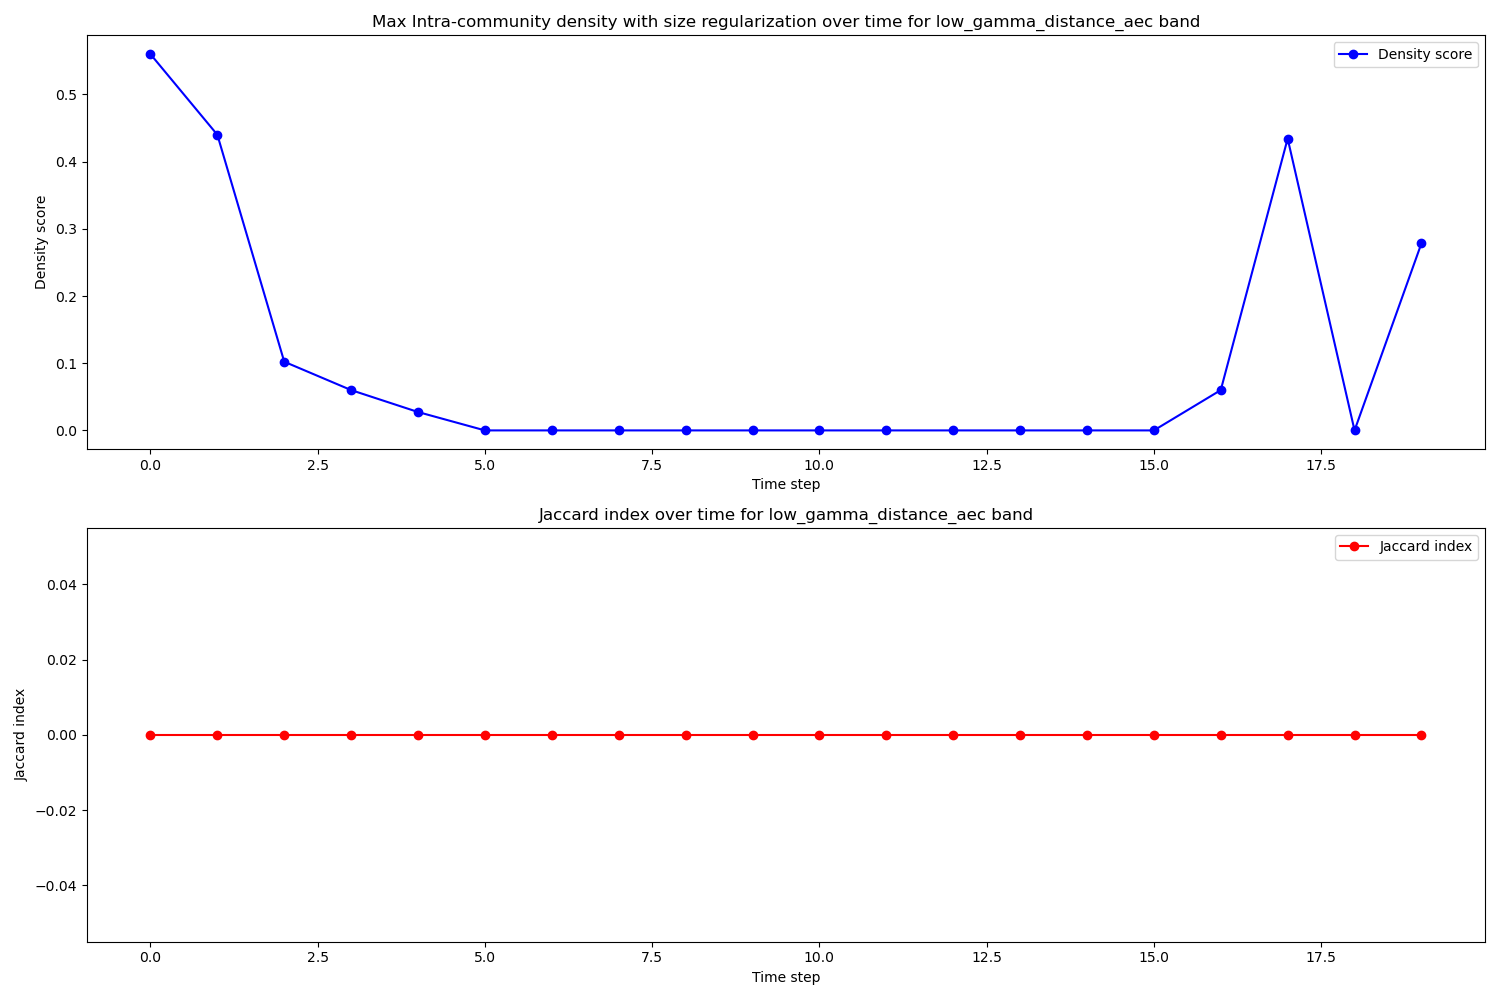 Max Intra-community density with size regularization over time for low_gamma_distance_aec band
Density score
Density score
0.5
0.4
0.3
0.2
0.1
0.0
0.0 2.5 5.0 7.5 10.0 12.5 15.0 17.5
Time step
Jaccard index over time for low_gamma_distance_aec band
Jaccard index
Jaccard index
0.04
0.02
0.00
−0.02
−0.04
0.0 2.5 5.0 7.5 10.0 12.5 15.0 17.5
Time step